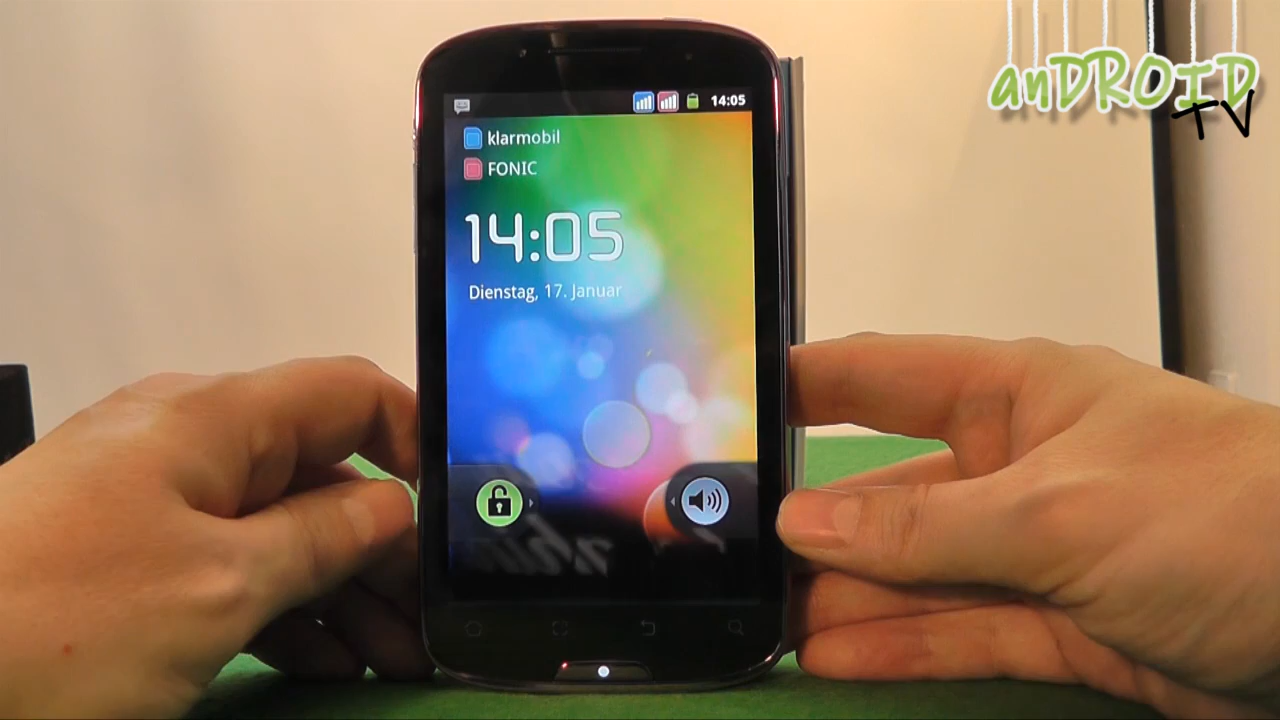 anDROID
TV
14:05
klarmobil
FONIC
14:05
Dienstag, 17. Januar